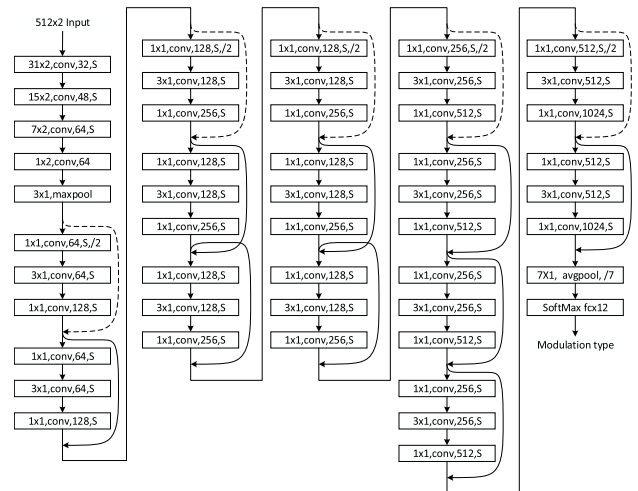 512x2 Input
31x2,conv,32,S
15x2,conv,48,S
7x2,conv,64,S
1x2,conv,64
3x1,maxpool
1x1,conv,64,S,/2
3x1,conv,64,S
1x1,conv,128,S
1x1,conv,64,S
3x1,conv,64,S
1x1,conv,128,S
1x1,conv,128,S,/2
3x1,conv,128,S
1x1,conv,256,S
1x1,conv,128,S
3x1,conv,128,S
1x1,conv,256,S
1x1,conv,128,S
3x1,conv,128,S
1x1,conv,256,S
1x1,conv,128,S,/2
3x1,conv,128,S
1x1,conv,256,S
1x1,conv,128,S
3x1,conv,128,S
1x1,conv,256,S
1x1,conv,128,S
3x1,conv,128,S
1x1,conv,256,S
1x1,conv,256,S,/2
3x1,conv,256,S
1x1,conv,512,S
1x1,conv,256,S
3x1,conv,256,S
1x1,conv,512,S
1x1,conv,256,S
3x1,conv,256,S
1x1,conv,512,S
1x1,conv,256,S
3x1,conv,256,S
1x1,conv,512,S
1x1,conv,512,S,/2
3x1,conv,512,S
1x1,conv,1024,S
1x1,conv,512,S
3x1,conv,512,S
1x1,conv,1024,S
7X1, avgpool, /7
SoftMax fcx12
Modulation type